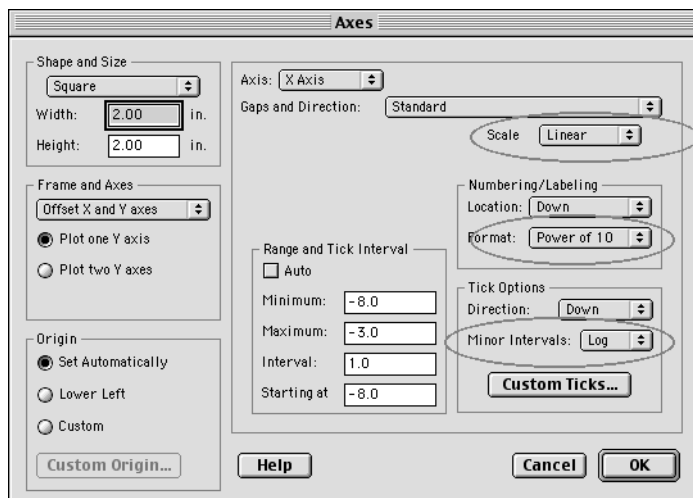 Axes
Shape and Size
Square
Width: 2.00 in.
Height: 2.00 in.
Frame and Axes
Offset X and Y axes
Plot one Y axis
Plot two Y axes
Origin
Set Automatically
Lower Left
Custom
Custom Origin...
Axis: X Axis
Gaps and Direction: Standard
Scale Linear
Numbering/Labeling
Location: Down
Format: Power of 10
Range and Tick Interval
Auto
Minimum: -8.0
Maximum: -3.0
Interval: 1.0
Starting at -8.0
Tick Options
Direction: Down
Minor Intervals: Log
Custom Ticks...
Help
Cancel
OK